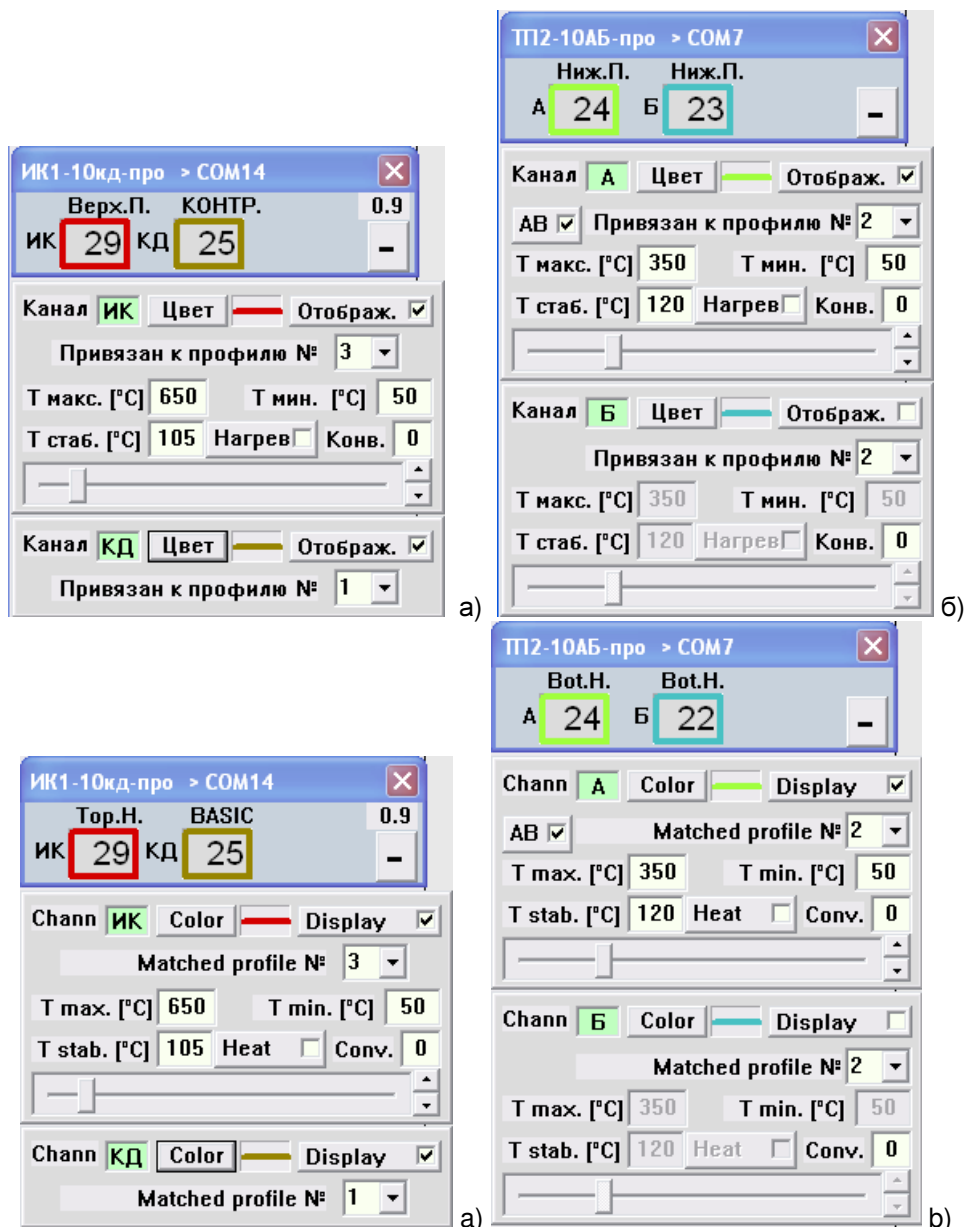 ИК1-10кд-про > COM14
Верх.П. КОНТР. 0.9
ИК 29 КД 25 -
Канал ИК Цвет Отображ.
Привязан к профилю № 3
Т макс. [°C] 650 Т мин. [°C] 50
Т стаб. [°C] 105 Нагрев Конв. 0
Канал КД Цвет Отображ.
Привязан к профилю № 1
а)
ТП2-10АБ-про > COM7
Ниж.П. Ниж.П.
А 24 Б 23 -
Канал А Цвет Отображ.
АВ Привязан к профилю № 2
Т макс. [°C] 350 Т мин. [°C] 50
Т стаб. [°C] 120 Нагрев Конв. 0
Канал Б Цвет Отображ.
Привязан к профилю № 2
Т макс. [°C] 350 Т мин. [°C] 50
Т стаб. [°C] 120 Нагрев Конв. 0
б)
ИК1-10кд-про > COM14
Top.H. BASIC 0.9
ИК 29 КД 25 -
Chann ИК Color Display
Matched profile № 3
T max. [°C] 650 T min. [°C] 50
T stab. [°C] 105 Heat Conv. 0
Chann КД Color Display
Matched profile № 1
a)
ТП2-10АБ-про > COM7
Bot.H. Bot.H.
А 24 Б 22 -
Chann А Color Display
AB Matched profile № 2
T max. [°C] 350 T min. [°C] 50
T stab. [°C] 120 Heat Conv. 0
Chann Б Color Display
Matched profile № 2
T max. [°C] 350 T min. [°C] 50
T stab. [°C] 120 Heat Conv. 0
b)